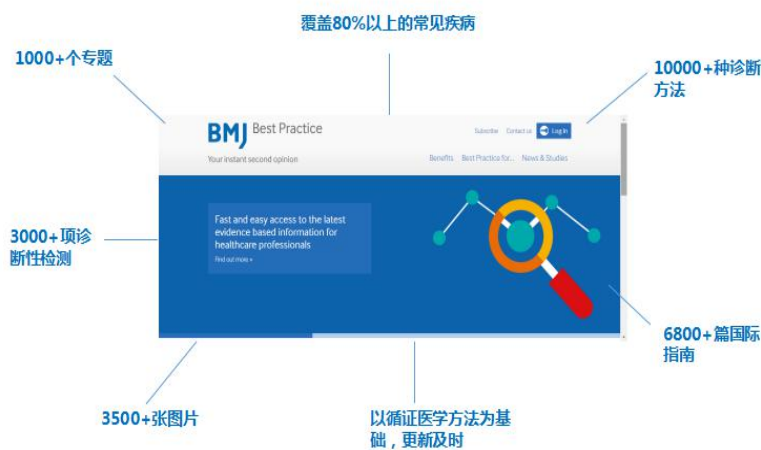 覆盖80%以上的常见疾病
1000+个专题
10000+种诊断
方法
BMJ Best Practice
Subscribe Contact us Log in
Your instant second opinion
Benefits Best Practice for... News & Studies
Fast and easy access to the latest
evidence based information for
healthcare professionals
Find out more »
3000+项诊
断性检测
6800+篇国际
指南
3500+张图片
以循证医学方法为基
础，更新及时